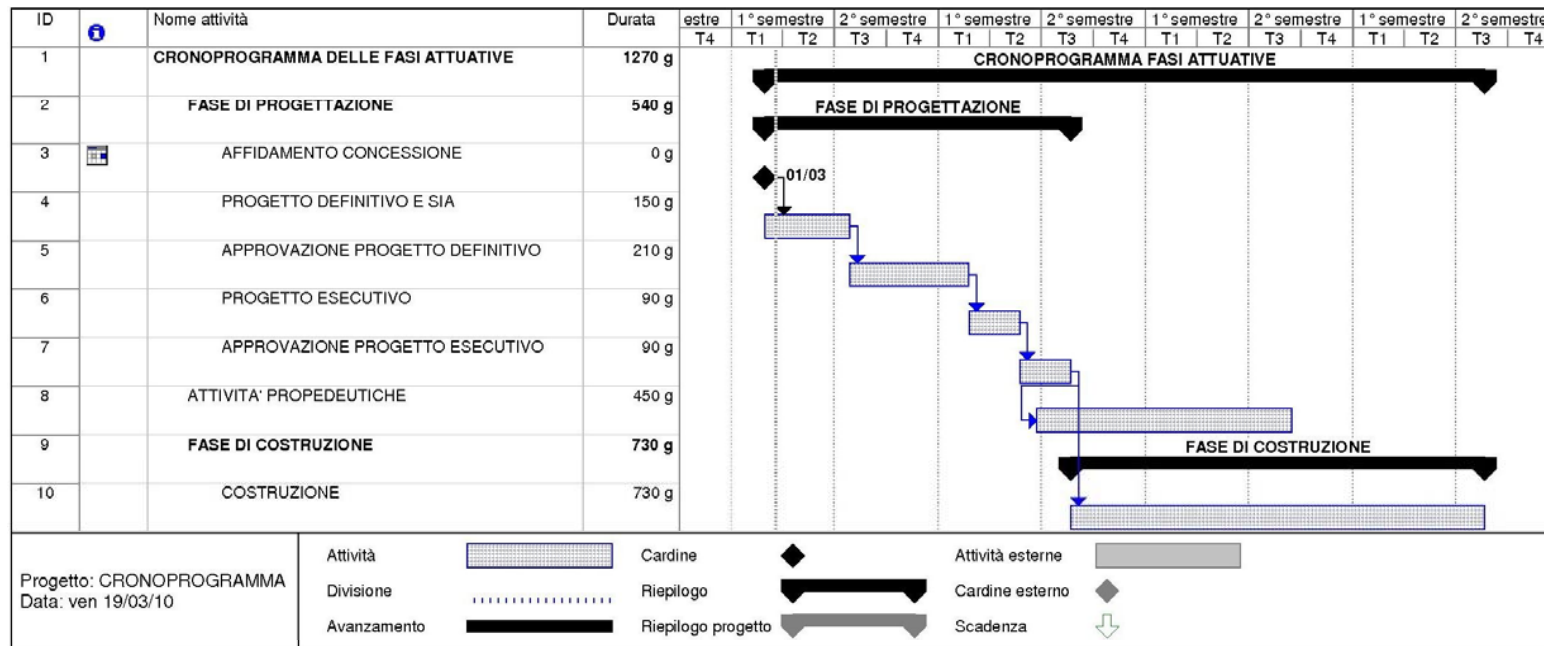 ID Nome attività Durata estre 1° semestre 2° semestre 1° semestre 2° semestre 1° semestre 2° semestre 1° semestre 2° semestre
T4 T1 T2 T3 T4 T1 T2 T3 T4 T1 T2 T3 T4 T1 T2 T3 T4
1 CRONOPROGRAMMA DELLE FASI ATTUATIVE 1270 g CRONOPROGRAMMA FASI ATTUATIVE
2 FASE DI PROGETTAZIONE 540 g FASE DI PROGETTAZIONE
3 AFFIDAMENTO CONCESSIONE 0 g
01/03
4 PROGETTO DEFINITIVO E SIA 150 g
5 APPROVAZIONE PROGETTO DEFINITIVO 210 g
6 PROGETTO ESECUTIVO 90 g
7 APPROVAZIONE PROGETTO ESECUTIVO 90 g
8 ATTIVITA' PROPEDEUTICHE 450 g
9 FASE DI COSTRUZIONE 730 g FASE DI COSTRUZIONE
10 COSTRUZIONE 730 g
Progetto: CRONOPROGRAMMA
Data: ven 19/03/10
Attività Cardine Attività esterne
Divisione Riepilogo Cardine esterno
Avanzamento Riepilogo progetto Scadenza